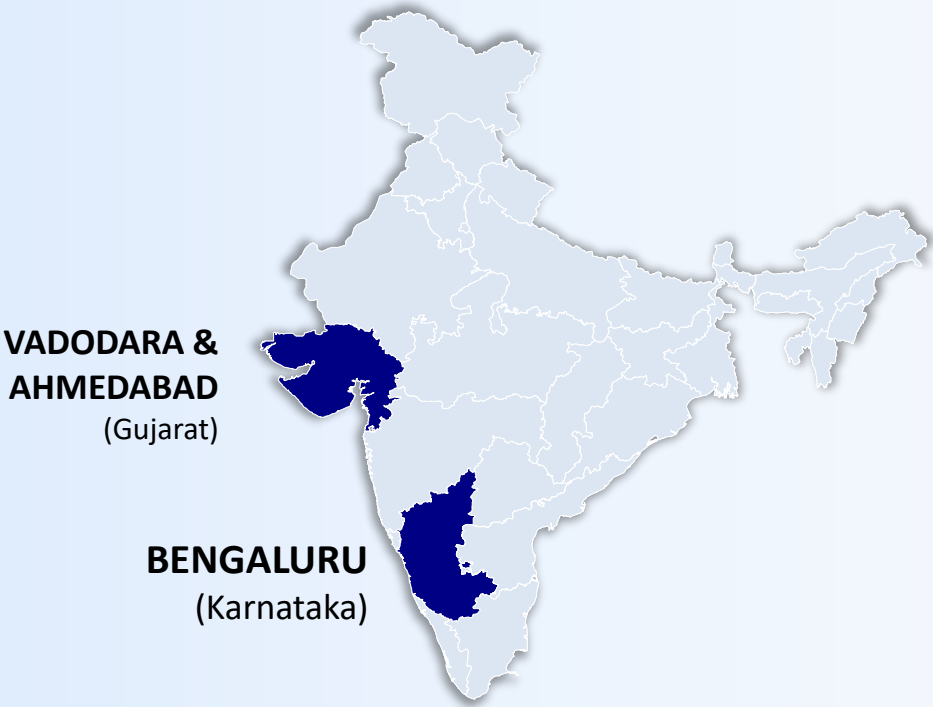 VADODARA &
AHMEDABAD
(Gujarat)
BENGALURU
(Karnataka)